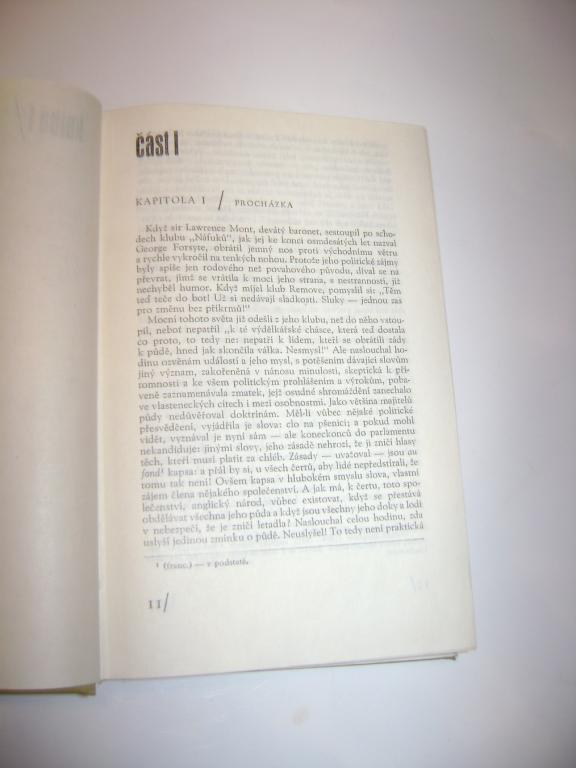 část I
KAPITOLA I / PROCHÁZKA
Když sir Lawrence Mont, devátý baronet, sestoupil po scho-
dech klubu „Náfuků", jak jej ke konci osmdesátých let nazval
George Forsyte, obrátil jemný nos proti východnímu větru
a rychle vykročil na tenkých nohou. Protože jeho politické zájmy
byly spíše jen rodového než povahového původu, díval se na
převrat, jímž se vrátila k moci jeho strana, s nestranností, jíž
nechyběl humor. Když míjel klub Remove, pomyslil si: „Těm
teď teče do bot! Už si nedávají sladkosti. Sluky — jednou zas
pro změnu bez příkrmů!"
Mocní tohoto světa již odešli z jeho klubu, než do něho vstou-
pil, neboť nepatřil „k té výdělkářské chásce, která teď dostala
co proto, to tedy ne: nepatří k lidem, kteří se obrátili zády
k půdě, hned jak skončila válka. Nesmysl!" Ale naslouchal ho-
dinu ozvěnám událostí a jeho mysl, s potěšením dávající slovům
jiný význam, zakořeněná v nánosu minulosti, skeptická k pří-
tomnosti a ke všem politickým prohlášením a výrokům, poba-
veně zaznamenávala zmatek, jejž osudné shromáždění zanechalo
ve vlasteneckých citech i mezi osobnostmi. Jako většina majitelů
půdy nedůvěřoval doktrinám. Měl-li vůbec nějaké politické
přesvědčení, vyjádřila je slova: clo na pšenici; a pokud mohl
vidět, vyznával je nyní sám — ale koneckonců do parlamentu
nekandiduje: jinými slovy, jeho zásadě nehrozí, že ji zničí hlasy
těch, kteří musí platit za chléb. Zásady — uvažoval — jsou au
fond¹ kapsa: a přál by si, u všech čertů, aby lidé nepředstírali, že
tomu tak není! Ovšem kapsa v hlubokém smyslu slova, vlastní
zájem člena nějakého společenství. A jak má, k čertu, toto spo-
lečenství, anglický národ, vůbec existovat, když se přestává
obdělávat všechna jeho půda a když jsou všechny jeho doky a lodi
v nebezpečí, že je zničí letadla? Naslouchal celou hodinu, zda
uslyší jedinou zmínku o půdě. Neuslyšel! To tedy není praktická
¹ (franc.) — v podstatě.
11/